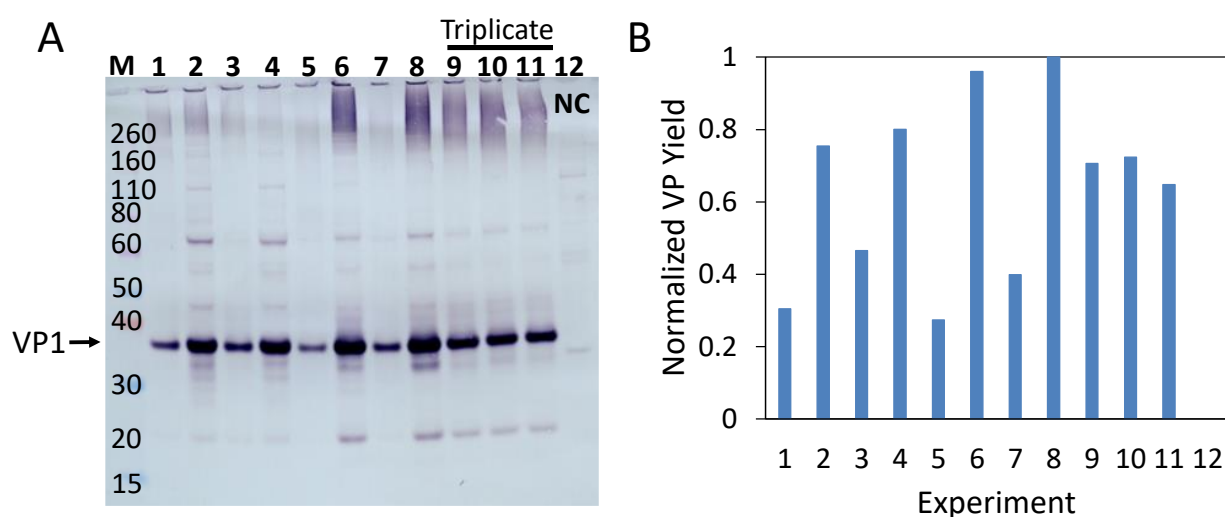 A
Triplicate
M 1 2 3 4 5 6 7 8 9 10 11 12
NC
260
160
110
80
60
50
40
VP1
30
20
15
B
Normalized VP Yield
1
0.8
0.6
0.4
0.2
0
1 2 3 4 5 6 7 8 9 10 11 12
Experiment